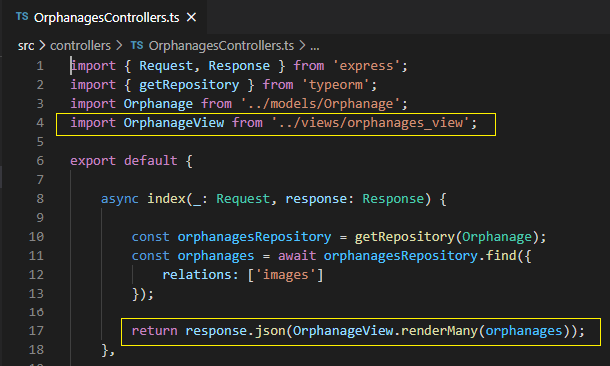 TS OrphanagesControllers.ts ×
src > controllers > TS OrphanagesControllers.ts > ...
1 import { Request, Response } from 'express';
2 import { getRepository } from 'typeorm';
3 import Orphanage from '../models/Orphanage';
4 import OrphanageView from '../views/orphanages_view';
5
6 export default {
7
8     async index(_: Request, response: Response) {
9
10         const orphanagesRepository = getRepository(Orphanage);
11         const orphanages = await orphanagesRepository.find({
12             relations: ['images']
13         });
16
17         return response.json(OrphanageView.renderMany(orphanages));
18     },